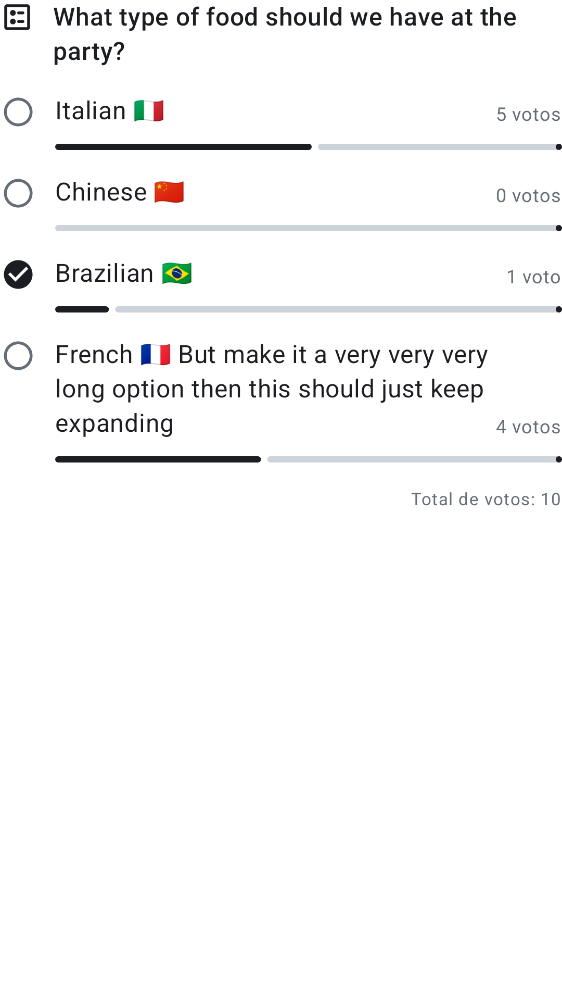 What type of food should we have at the
party?
Italian 🇮🇹
5 votos
Chinese 🇨🇳
0 votos
Brazilian 🇧🇷
1 voto
French 🇫🇷 But make it a very very very
long option then this should just keep
expanding
4 votos
Total de votos: 10